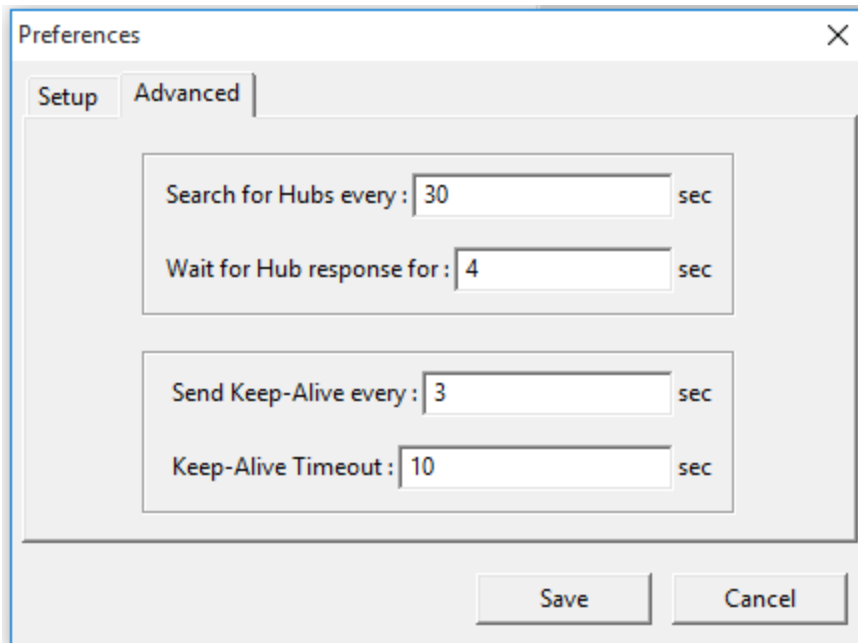 Preferences
Setup Advanced
Search for Hubs every : 30 sec
Wait for Hub response for : 4 sec
Send Keep-Alive every : 3 sec
Keep-Alive Timeout : 10 sec
Save Cancel